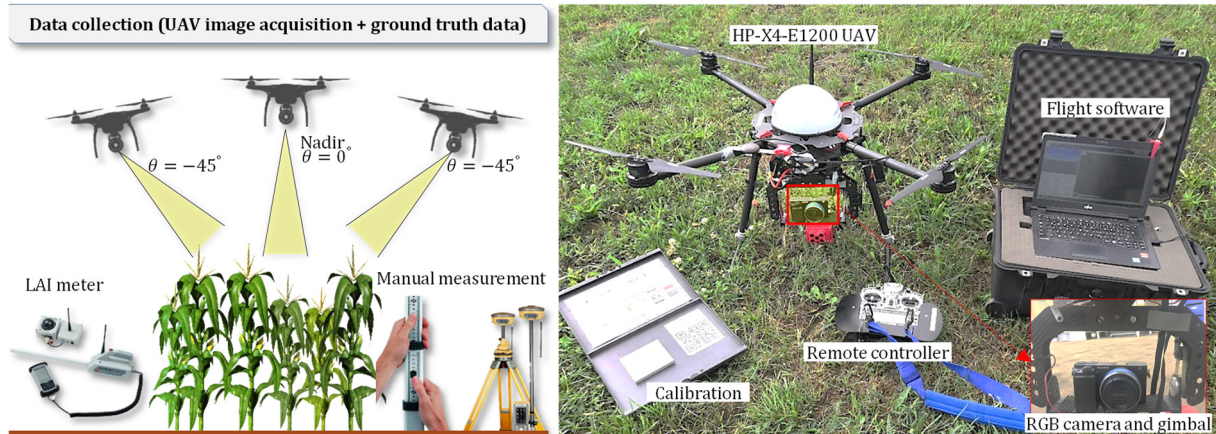 Data collection (UAV image acquisition + ground truth data)
θ = −45°
Nadir
θ = 0°
θ = −45°
LAI meter
Manual measurement
HP-X4-E1200 UAV
Flight software
Calibration
Remote controller
RGB camera and gimbal